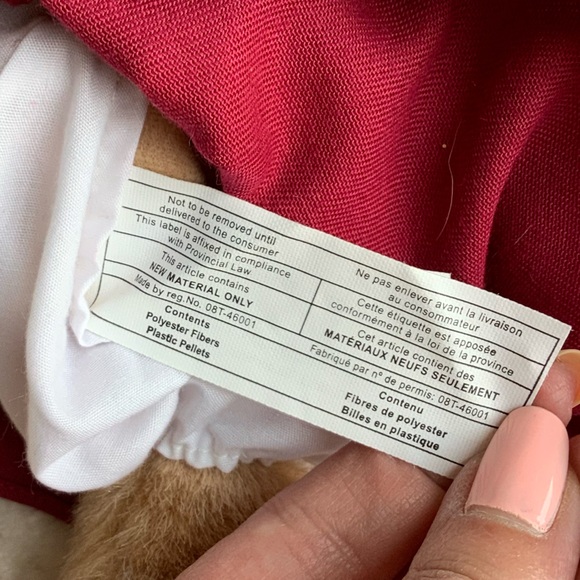 Not to be removed until
delivered to the consumer
This label is affixed in compliance
with Provincial Law
This article contains
NEW MATERIAL ONLY
Made by reg.No. 08T-46001
Contents
Polyester Fibers
Plastic Pellets
Ne pas enlever avant la livraison
au consommateur
Cette étiquette est apposée
conformément à la loi de la province
Cet article contient des
MATÉRIAUX NEUFS SEULEMENT
Fabriqué par n° de permis: 08T-46001
Contenu
Fibres de polyester
Billes en plastique